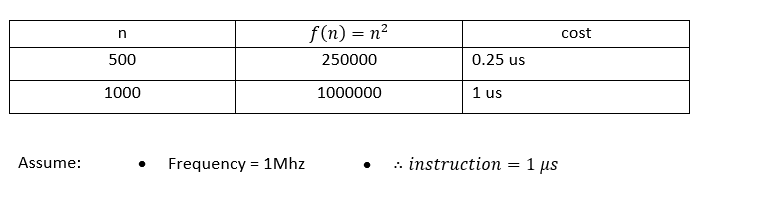 n f(n) = n² cost
500 250000 0.25 us
1000 1000000 1 us
Assume: • Frequency = 1Mhz • ∴ instruction = 1 μs